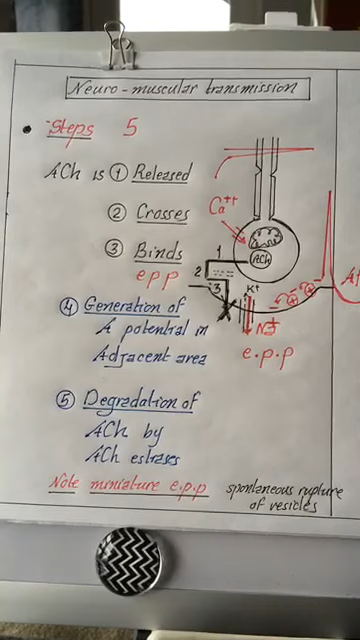 Neuro-muscular transmission
Steps 5
ACh is ① Released
② Crosses
③ Binds
epp
④ Generation of
A potential in
Adjacent area
⑤ Degradation of
ACh by
ACh estrases
Note miniature e.p.p spontaneous rupture
of vesicles
Ca++
ACh
1
2
3
K+
Na+
e.p.p